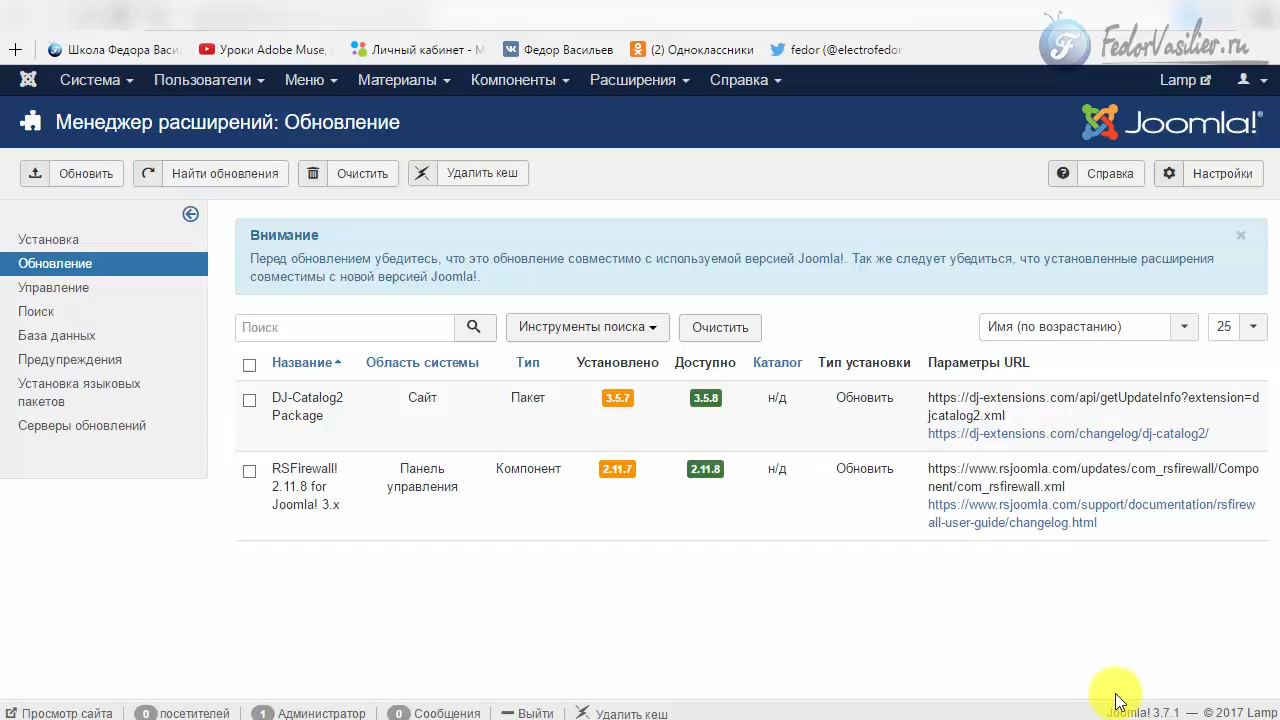 FedorVasiliev.ru
Школа Федора Васил
Уроки Adobe Muse,
Личный кабинет - М
Федор Васильев
(2) Одноклассники
fedor (@electrofedor
Система
Пользователи
Меню
Материалы
Компоненты
Расширения
Справка
Lamp
Менеджер расширений: Обновление
Joomla!®
Обновить
Найти обновления
Очистить
Удалить кеш
Справка
Настройки
Установка
Обновление
Управление
Поиск
База данных
Предупреждения
Установка языковых
пакетов
Серверы обновлений
Внимание
Перед обновлением убедитесь, что это обновление совместимо с используемой версией Joomla!. Так же следует убедиться, что установленные расширения
совместимы с новой версией Joomla!.
Поиск
Инструменты поиска
Очистить
Имя (по возрастанию)
25
Название Область системы Тип Установлено Доступно Каталог Тип установки Параметры URL
DJ-Catalog2
Package
Сайт
Пакет
3.5.7
3.5.8
н/д
Обновить
https://dj-extensions.com/api/getUpdateInfo?extension=d
jcatalog2.xml
https://dj-extensions.com/changelog/dj-catalog2/
RSFirewall!
2.11.8 for
Joomla! 3.x
Панель
управления
Компонент
2.11.7
2.11.8
н/д
Обновить
https://www.rsjoomla.com/updates/com_rsfirewall/Compo
nent/com_rsfirewall.xml
https://www.rsjoomla.com/support/documentation/rsfirew
all-user-guide/changelog.html
Просмотр сайта
0 посетителей
1 Администратор
0 Сообщения
Выйти
Удалить кеш
Joomla! 3.7.1 — © 2017 Lamp